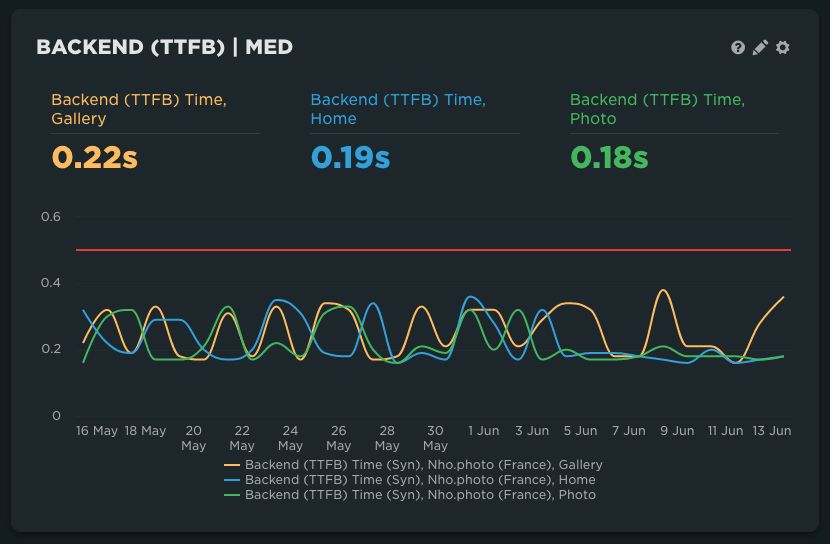 BACKEND (TTFB) | MED
?
Backend (TTFB) Time,
Gallery
0.22s
Backend (TTFB) Time,
Home
0.19s
Backend (TTFB) Time,
Photo
0.18s
0.6
0.4
0.2
0
16 May 18 May 20 May 22 May 24 May 26 May 28 May 30 May 1 Jun 3 Jun 5 Jun 7 Jun 9 Jun 11 Jun 13 Jun
Backend (TTFB) Time (Syn), Nho.photo (France), Gallery
Backend (TTFB) Time (Syn), Nho.photo (France), Home
Backend (TTFB) Time (Syn), Nho.photo (France), Photo